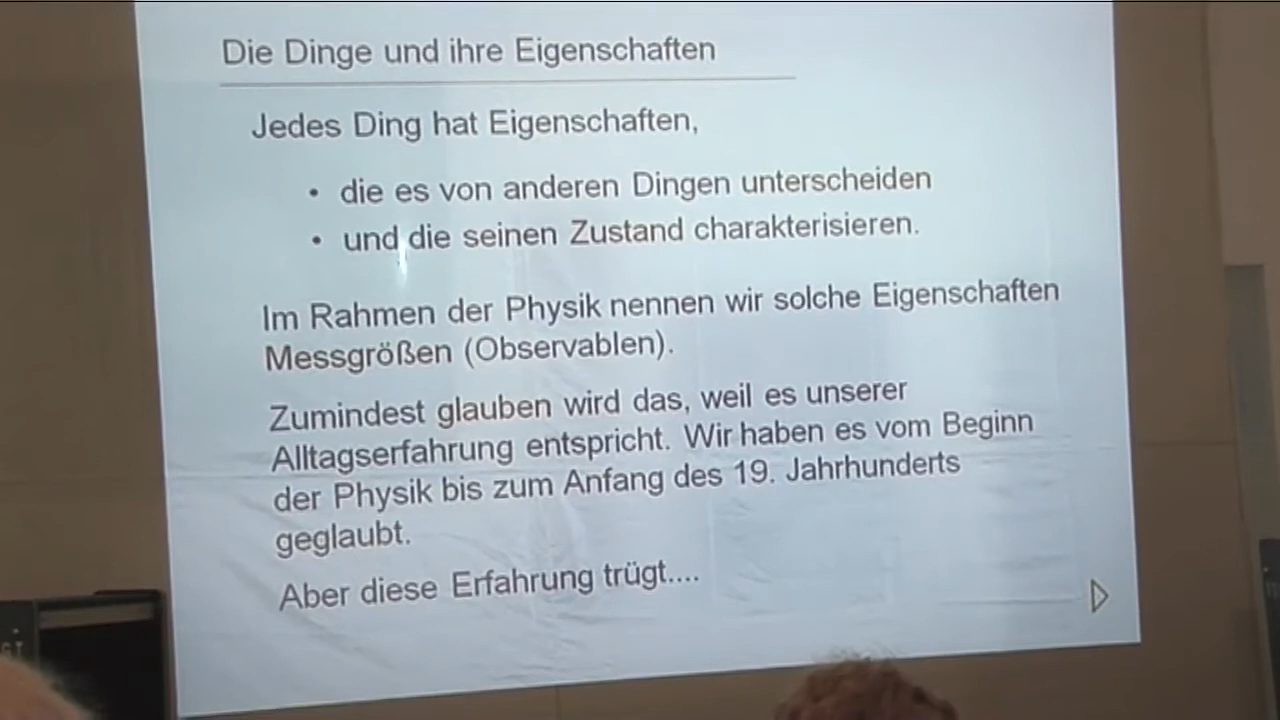 Die Dinge und ihre Eigenschaften
Jedes Ding hat Eigenschaften,
• die es von anderen Dingen unterscheiden
• und die seinen Zustand charakterisieren.
Im Rahmen der Physik nennen wir solche Eigenschaften
Messgrößen (Observablen).
Zumindest glauben wird das, weil es unserer
Alltagserfahrung entspricht. Wir haben es vom Beginn
der Physik bis zum Anfang des 19. Jahrhunderts
geglaubt.
Aber diese Erfahrung trügt....